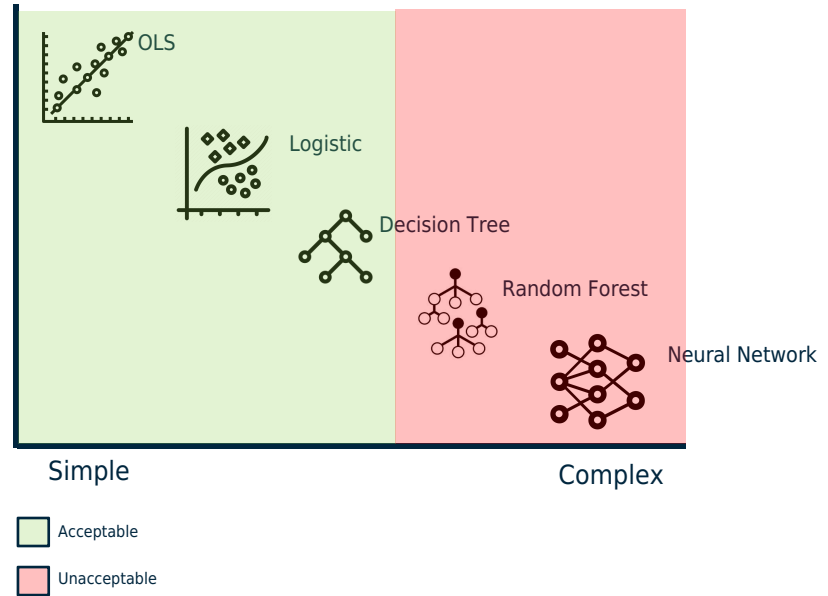 OLS
Logistic
Decision Tree
Random Forest
Neural Network
Simple
Complex
Acceptable
Unacceptable